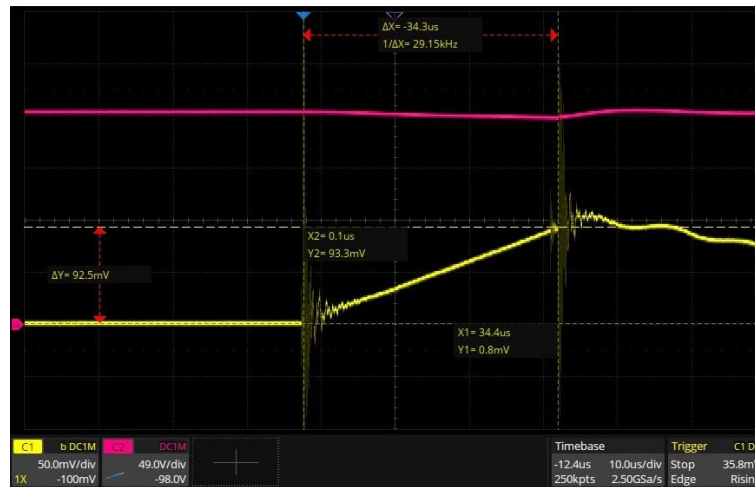 ΔX= -34.3us
1/ΔX= 29.15kHz
X2= 0.1us
Y2= 93.3mV
ΔY= 92.5mV
X1= 34.4us
Y1= 0.8mV
C1 b DC1M
50.0mV/div
1X -100mV
C2 DC1M
49.0V/div
-98.0V
Timebase
-12.4us 10.0us/div
250kpts 2.50GSa/s
Trigger C1 D
Stop 35.8m
Edge Risin